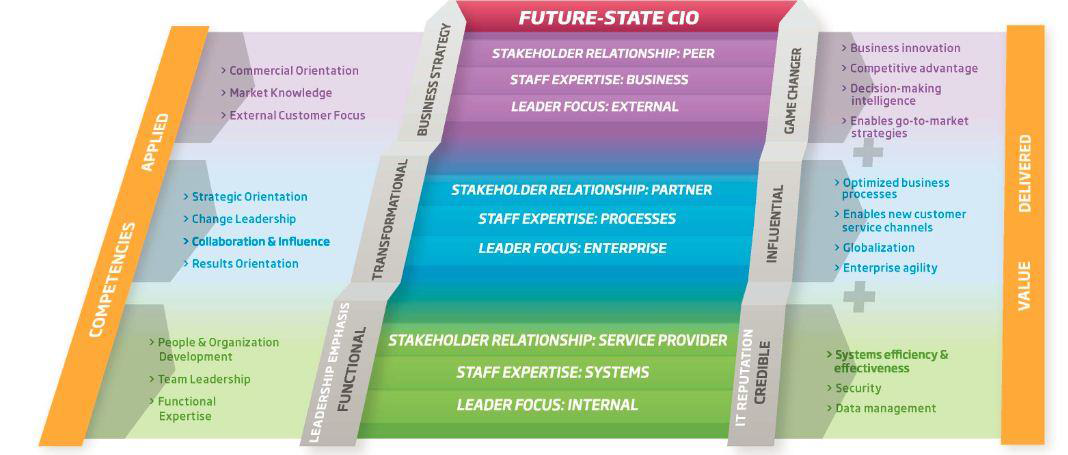 FUTURE-STATE CIO
COMPETENCIES APPLIED
> Commercial Orientation
> Market Knowledge
> External Customer Focus
BUSINESS STRATEGY
STAKEHOLDER RELATIONSHIP: PEER
STAFF EXPERTISE: BUSINESS
LEADER FOCUS: EXTERNAL
GAME CHANGER
> Business innovation
> Competitive advantage
> Decision-making
intelligence
> Enables go-to-market
strategies
> Strategic Orientation
> Change Leadership
> Collaboration & Influence
> Results Orientation
TRANSFORMATIONAL
STAKEHOLDER RELATIONSHIP: PARTNER
STAFF EXPERTISE: PROCESSES
LEADER FOCUS: ENTERPRISE
INFLUENTIAL
> Optimized business
processes
> Enables new customer
service channels
> Globalization
> Enterprise agility
> People & Organization
Development
> Team Leadership
> Functional
Expertise
LEADERSHIP EMPHASIS
FUNCTIONAL
STAKEHOLDER RELATIONSHIP: SERVICE PROVIDER
STAFF EXPERTISE: SYSTEMS
LEADER FOCUS: INTERNAL
IT REPUTATION
CREDIBLE
> Systems efficiency &
effectiveness
> Security
> Data management
VALUE DELIVERED